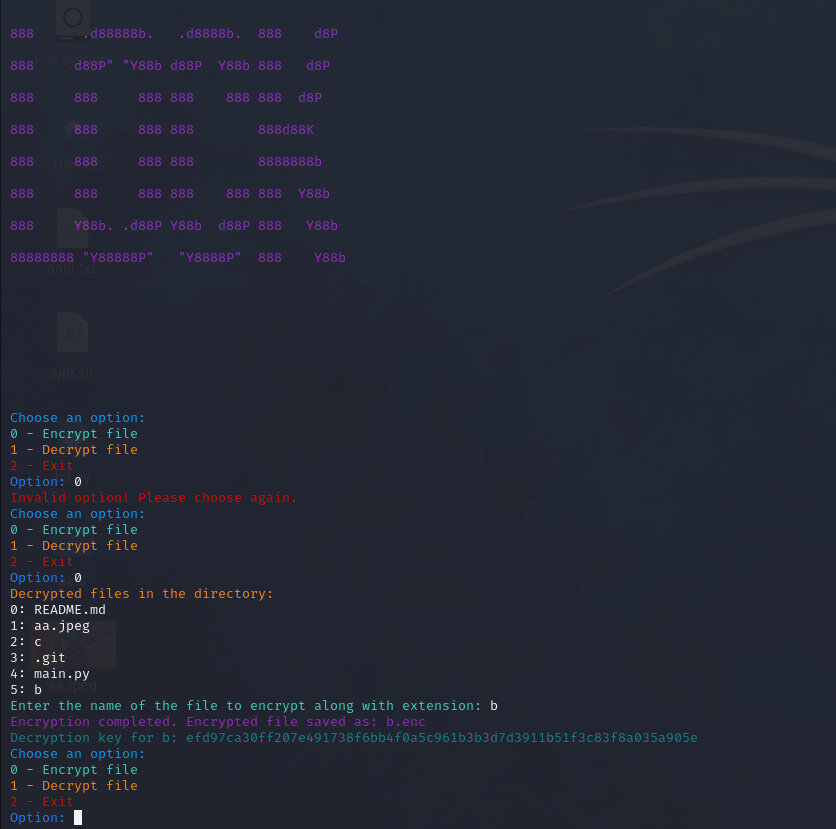 888      .d88888b.   .d8888b.  888    d8P
888     d88P" "Y88b d88P  Y88b 888   d8P
888     888     888 888    888 888  d8P
888     888     888 888        888d88K
888     888     888 888        8888888b
888     888     888 888    888 888  Y88b
888     Y88b. .d88P Y88b  d88P 888   Y88b
88888888 "Y88888P"   "Y8888P"  888    Y88b
aadi.txt
ajju.sh
Choose an option:
0 - Encrypt file
1 - Decrypt file
2 - Exit
Option: 0
Invalid option! Please choose again.
Choose an option:
0 - Encrypt file
1 - Decrypt file
2 - Exit
Option: 0
Decrypted files in the directory:
0: README.md
1: aa.jpeg
2: c
3: .git
4: main.py
5: b
aa.jpeg
Enter the name of the file to encrypt along with extension: b
Encryption completed. Encrypted file saved as: b.enc
Decryption key for b: efd97ca30ff207e491738f6bb4f0a5c961b3b3d7d3911b51f3c83f8a035a905e
Choose an option:
0 - Encrypt file
1 - Decrypt file
2 - Exit
Option: